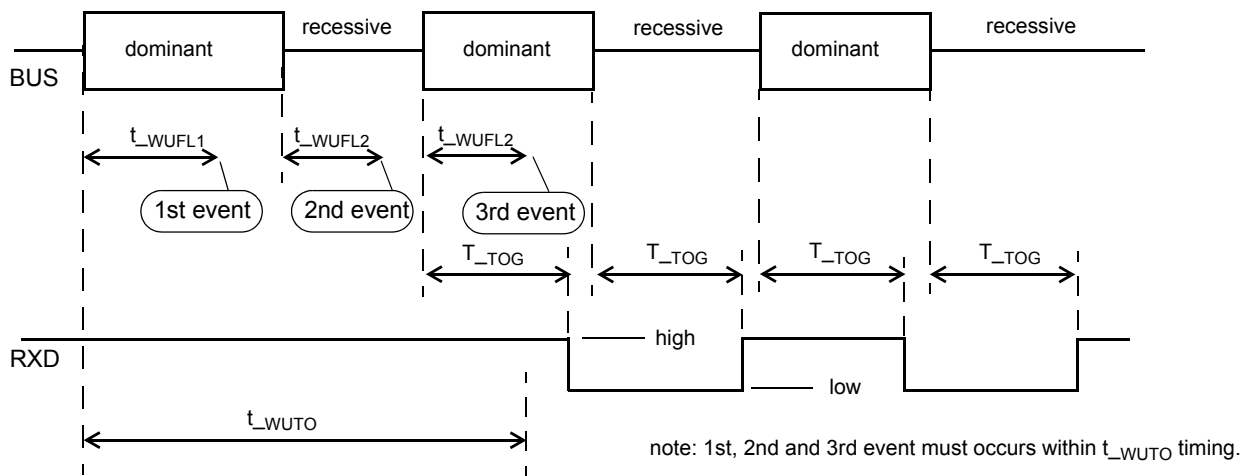 recessive recessive recessive
dominant dominant dominant
BUS
t_WUFL1 t_WUFL2 t_WUFL2
1st event 2nd event 3rd event
T_TOG T_TOG T_TOG T_TOG
high
RXD
low
t_WUTO
note: 1st, 2nd and 3rd event must occurs within t_WUTO timing.